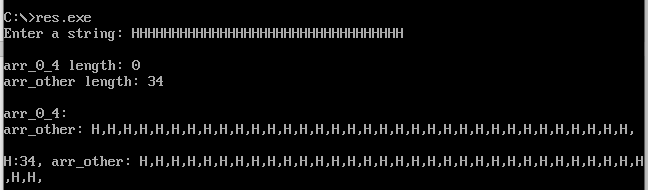 C:\>res.exe
Enter a string: HHHHHHHHHHHHHHHHHHHHHHHHHHHHHHHHHH
arr_0_4 length: 0
arr_other length: 34
arr_0_4:
arr_other: H,H,H,H,H,H,H,H,H,H,H,H,H,H,H,H,H,H,H,H,H,H,H,H,H,H,H,H,H,H,H,H,H,H,
H:34, arr_other: H,H,H,H,H,H,H,H,H,H,H,H,H,H,H,H,H,H,H,H,H,H,H,H,H,H,H,H,H,H,H,H
,H,H,